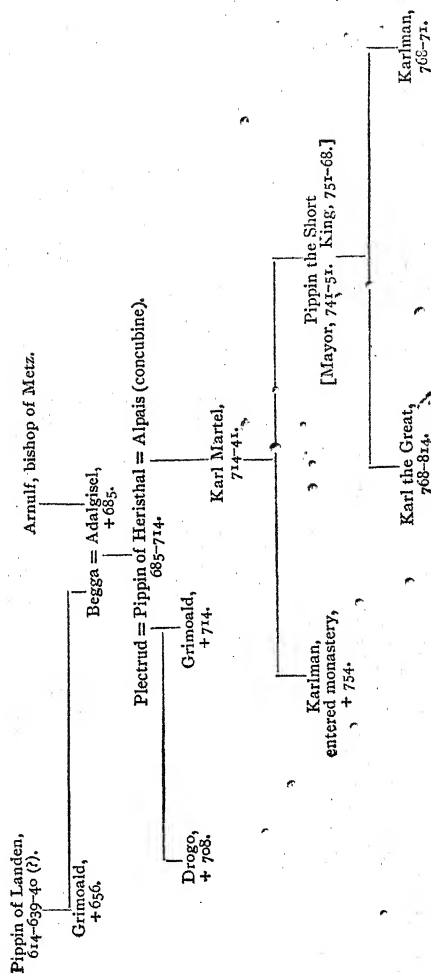 Pippin of Landen,
614-639-40 (?).
Arnulf, bishop of Metz.
Grimoald,
+656.
Begga = Adalgisel,
+685.
Plectrud = Pippin of Heristhal = Alpais (concubine).
685-714.
Drogo,
+ 708.
Grimoald,
+714.
Karl Martel,
714-41.
Karlman,
entered monastery,
+ 754.
Pippin the Short
[Mayor, 741-51. King, 751-68.]
Karl the Great,
768-814.
Karlman,
768-71.